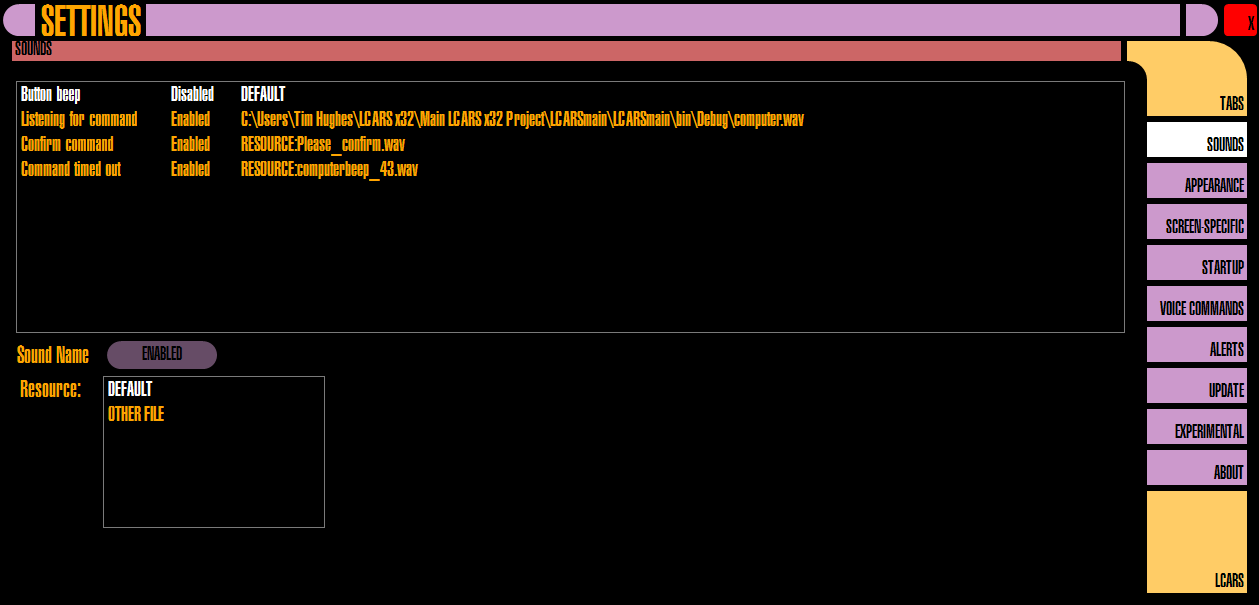 SETTINGS
X
SOUNDS
Button beep Disabled DEFAULT
Listening for command Enabled C:\Users\Tim Hughes\LCARS x32\Main LCARS x32 Project\LCARSmain\LCARSmain\bin\Debug\computer.wav
Confirm command Enabled RESOURCE:Please_confirm.wav
Command timed out Enabled RESOURCE:computerbeep_43.wav
Sound Name ENABLED
Resource: DEFAULT
OTHER FILE
TABS
SOUNDS
APPEARANCE
SCREEN-SPECIFIC
STARTUP
VOICE COMMANDS
ALERTS
UPDATE
EXPERIMENTAL
ABOUT
LCARS